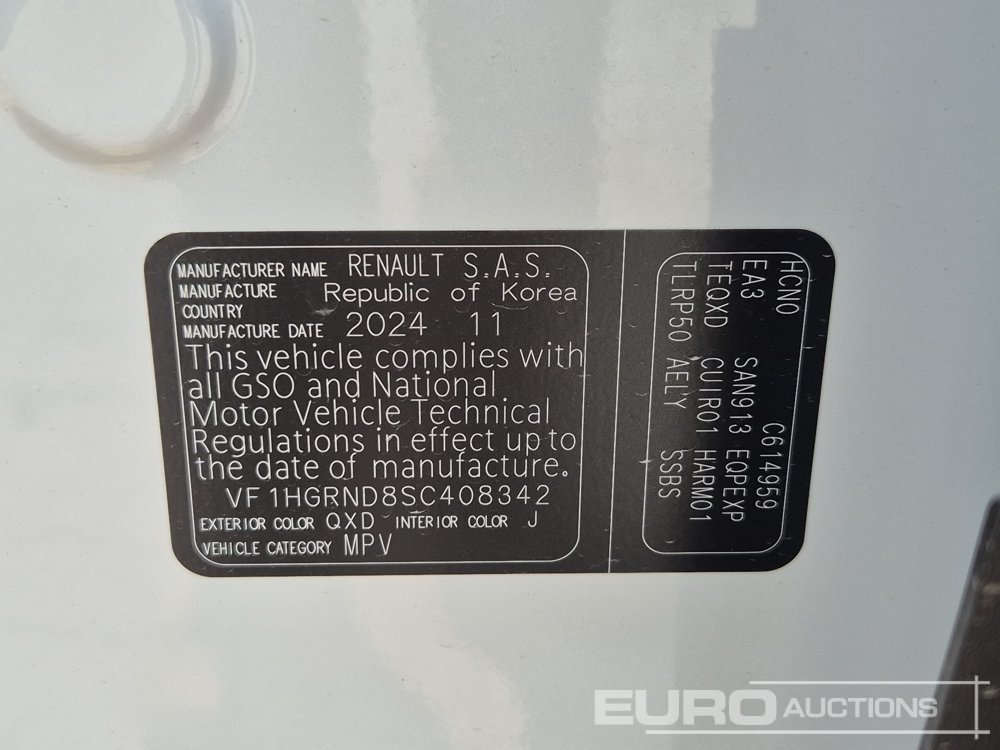 MANUFACTURER NAME RENAULT S.A.S.
MANUFACTURE Republic of Korea
COUNTRY
MANUFACTURE DATE 2024 11
This vehicle complies with
all GSO and National
Motor Vehicle Technical
Regulations in effect up to
the date of manufacture.
VF1HGRND8SC408342
EXTERIOR COLOR QXD INTERIOR COLOR J
VEHICLE CATEGORY MPV
HCN0 C614959
EA3 SAN913 EQPEXP
TEQXD CUIR01 HARM01
TLRP50 AELY SSBS
EURO AUCTIONS